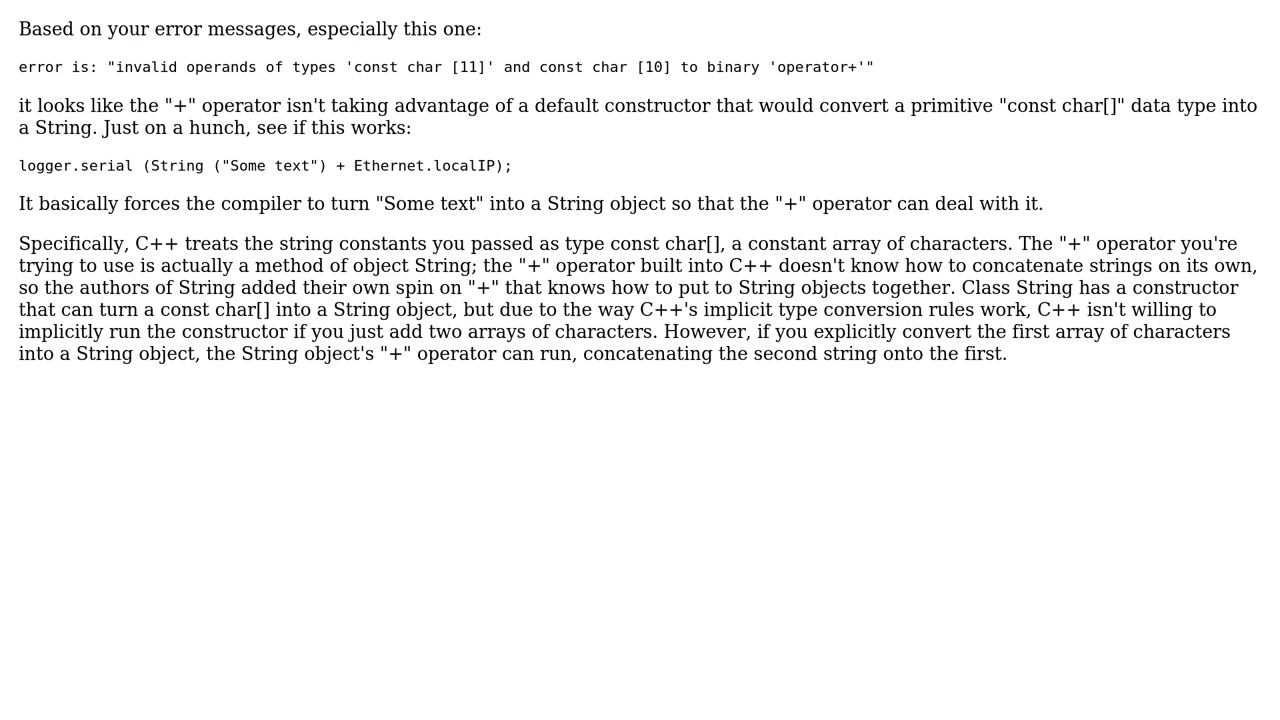 Based on your error messages, especially this one:
error is: "invalid operands of types 'const char [11]' and const char [10] to binary 'operator+'"
it looks like the "+" operator isn't taking advantage of a default constructor that would convert a primitive "const char[]" data type into
a String. Just on a hunch, see if this works:
logger.serial (String ("Some text") + Ethernet.localIP);
It basically forces the compiler to turn "Some text" into a String object so that the "+" operator can deal with it.
Specifically, C++ treats the string constants you passed as type const char[], a constant array of characters. The "+" operator you're
trying to use is actually a method of object String; the "+" operator built into C++ doesn't know how to concatenate strings on its own,
so the authors of String added their own spin on "+" that knows how to put to String objects together. Class String has a constructor
that can turn a const char[] into a String object, but due to the way C++'s implicit type conversion rules work, C++ isn't willing to
implicitly run the constructor if you just add two arrays of characters. However, if you explicitly convert the first array of characters
into a String object, the String object's "+" operator can run, concatenating the second string onto the first.